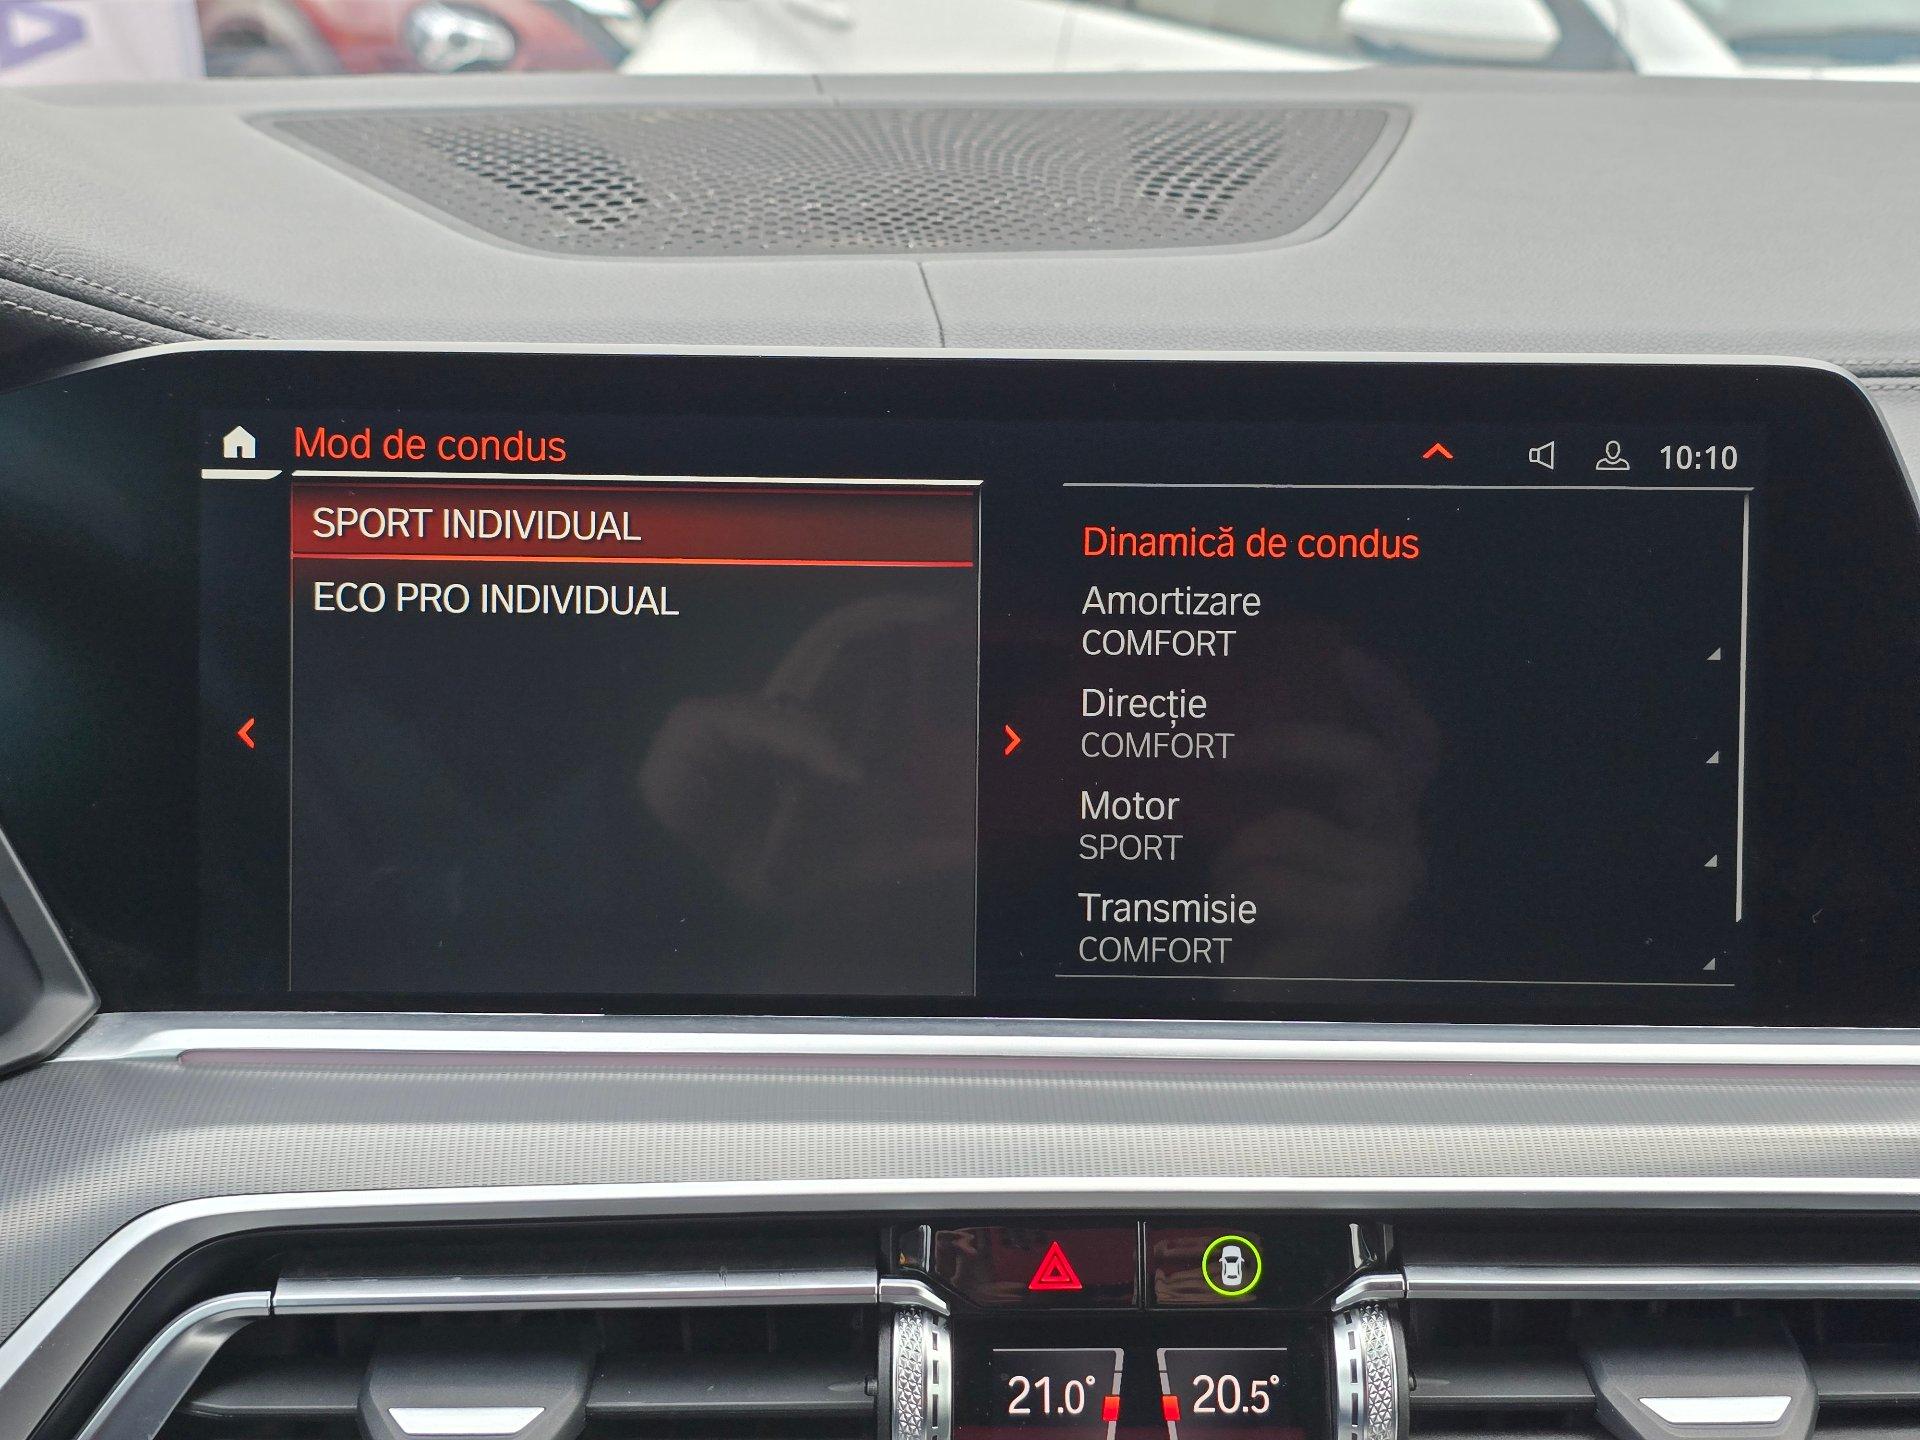 Mod de condus
10:10
SPORT INDIVIDUAL
ECO PRO INDIVIDUAL
Dinamică de condus
Amortizare
COMFORT
Direcție
COMFORT
Motor
SPORT
Transmisie
COMFORT
21.0°
20.5°